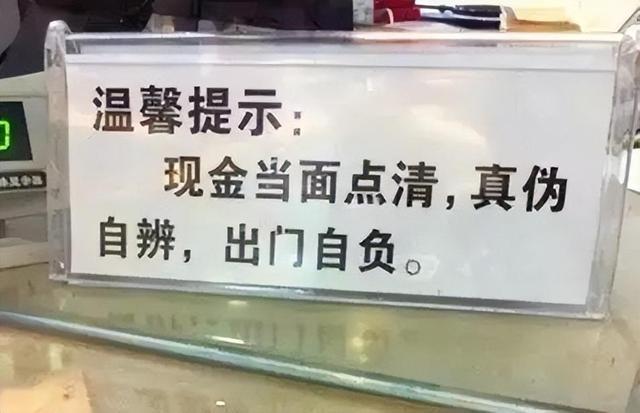 温馨提示：
现金当面点清，真伪
自辨，出门自负。